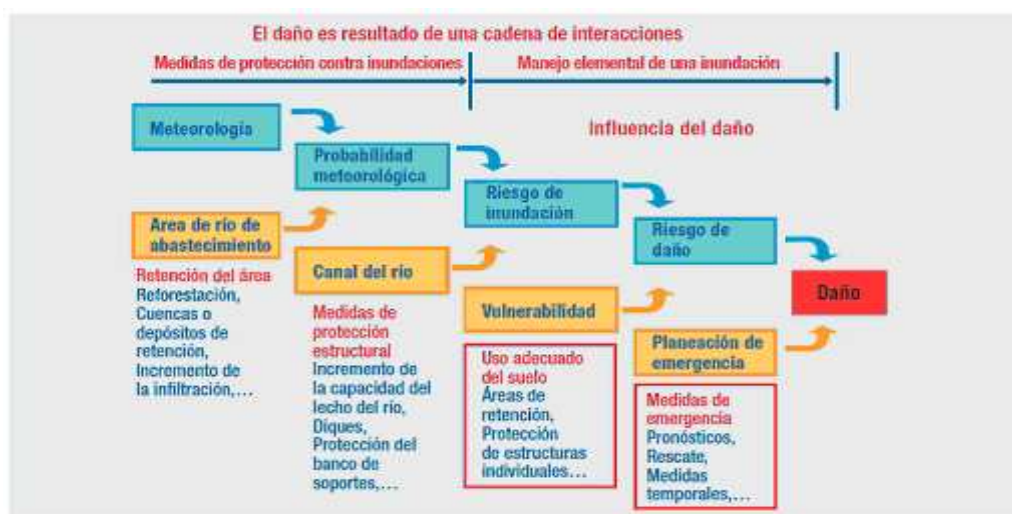 El daño es resultado de una cadena de interacciones
Medidas de protección contra inundaciones
Manejo elemental de una inundación
Influencia del daño
Meteorología
Probabilidad
meteorológica
Riesgo de
inundación
Riesgo de
daño
Daño
Area de río de
abastecimiento
Retención del área
Reforestación,
Cuencas o
depósitos de
retención,
Incremento de
la infiltración,...
Canal del río
Medidas de
protección
estructural
Incremento de
la capacidad del
lecho del río,
Diques,
Protección del
banco de
soportes,...
Vulnerabilidad
Uso adecuado
del suelo
Áreas de
retención,
Protección
de estructuras
individuales...
Planeación de
emergencia
Medidas de
emergencia
Pronósticos,
Rescate,
Medidas
temporales,...